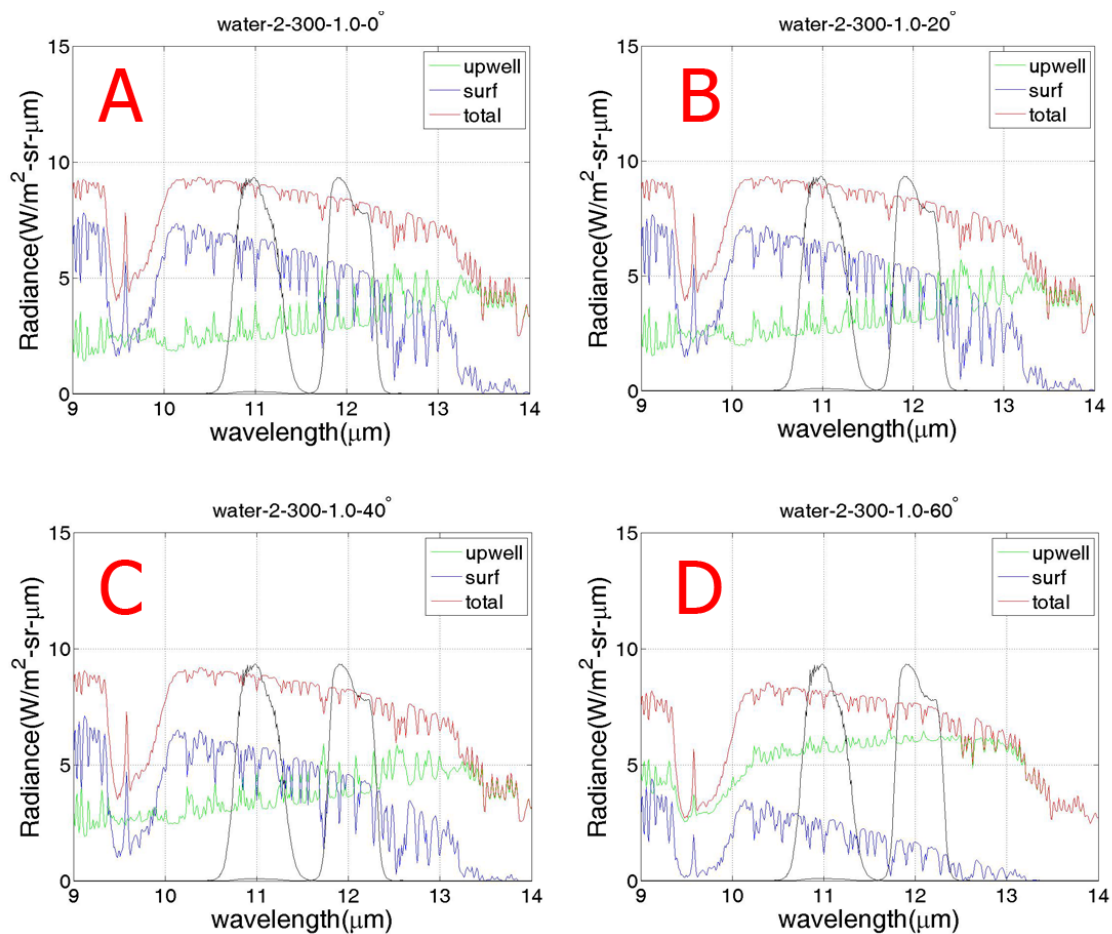 water-2-300-1.0-0°
15
10
5
0
Radiance(W/m²-sr-μm)
A
upwell
surf
total
9 10 11 12 13 14
wavelength(μm)
water-2-300-1.0-20°
15
10
5
0
Radiance(W/m²-sr-μm)
B
upwell
surf
total
9 10 11 12 13 14
wavelength(μm)
water-2-300-1.0-40°
15
10
5
0
Radiance(W/m²-sr-μm)
C
upwell
surf
total
9 10 11 12 13 14
wavelength(μm)
water-2-300-1.0-60°
15
10
5
0
Radiance(W/m²-sr-μm)
D
upwell
surf
total
9 10 11 12 13 14
wavelength(μm)